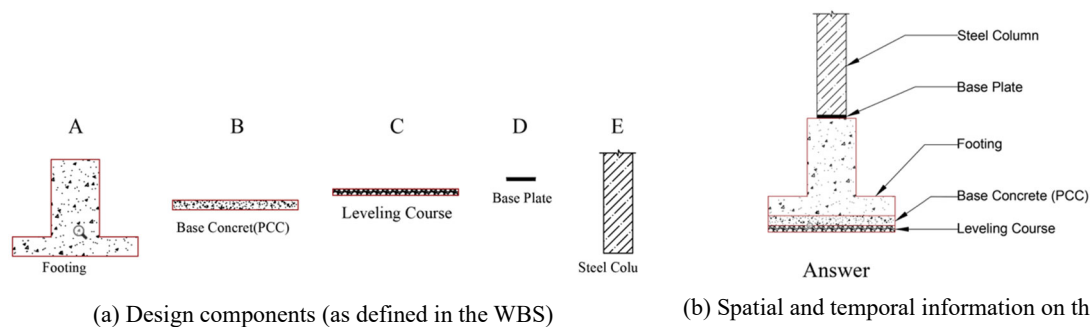 A
B
C
D
E
Footing
Base Concret(PCC)
Leveling Course
Base Plate
Steel Colu
(a) Design components (as defined in the WBS)
Steel Column
Base Plate
Footing
Base Concrete (PCC)
Leveling Course
Answer
(b) Spatial and temporal information on th